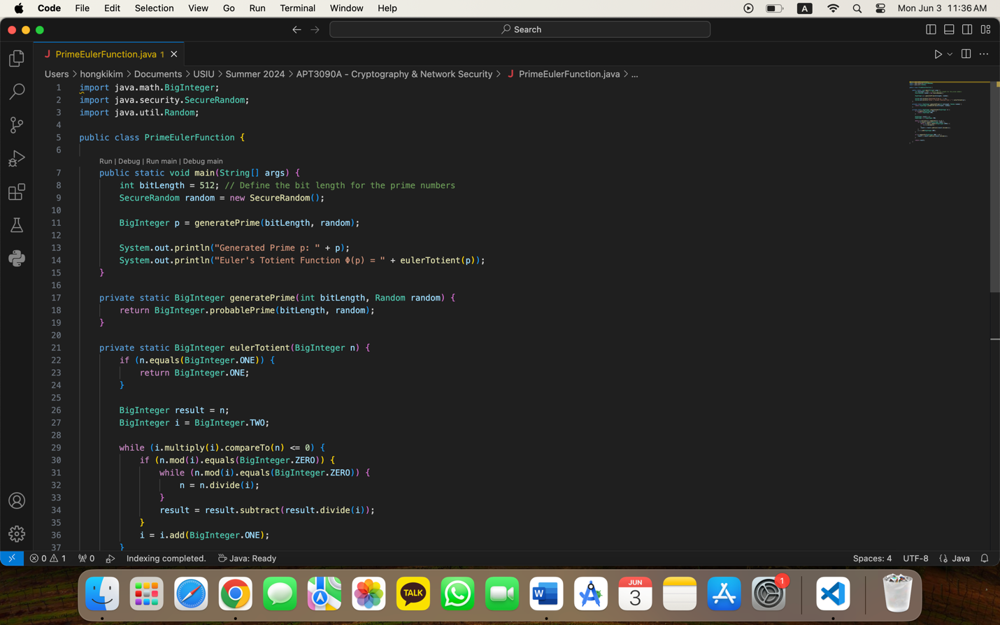 Code File Edit Selection View Go Run Terminal Window Help A Mon Jun 3 11:36 AM
Search
J PrimeEulerFunction.java 1
Users > hongkikim > Documents > USIU > Summer 2024 > APT3090A - Cryptography & Network Security > J PrimeEulerFunction.java > ...
1 import java.math.BigInteger;
2 import java.security.SecureRandom;
3 import java.util.Random;
4
5 public class PrimeEulerFunction {
6
Run | Debug | Run main | Debug main
7 public static void main(String[] args) {
8 int bitLength = 512; // Define the bit length for the prime numbers
9 SecureRandom random = new SecureRandom();
10
11 BigInteger p = generatePrime(bitLength, random);
12
13 System.out.println("Generated Prime p: " + p);
14 System.out.println("Euler's Totient Function Φ(p) = " + eulerTotient(p));
15 }
16
17 private static BigInteger generatePrime(int bitLength, Random random) {
18 return BigInteger.probablePrime(bitLength, random);
19 }
20
21 private static BigInteger eulerTotient(BigInteger n) {
22 if (n.equals(BigInteger.ONE)) {
23 return BigInteger.ONE;
24 }
25
26 BigInteger result = n;
27 BigInteger i = BigInteger.TWO;
28
29 while (i.multiply(i).compareTo(n) <= 0) {
30 if (n.mod(i).equals(BigInteger.ZERO)) {
31 while (n.mod(i).equals(BigInteger.ZERO)) {
32 n = n.divide(i);
33 }
34 result = result.subtract(result.divide(i));
35 }
36 i = i.add(BigInteger.ONE);
37 }
0 1 0 Indexing completed. Java: Ready Spaces: 4 UTF-8 Java
TALK W JUN 3 1